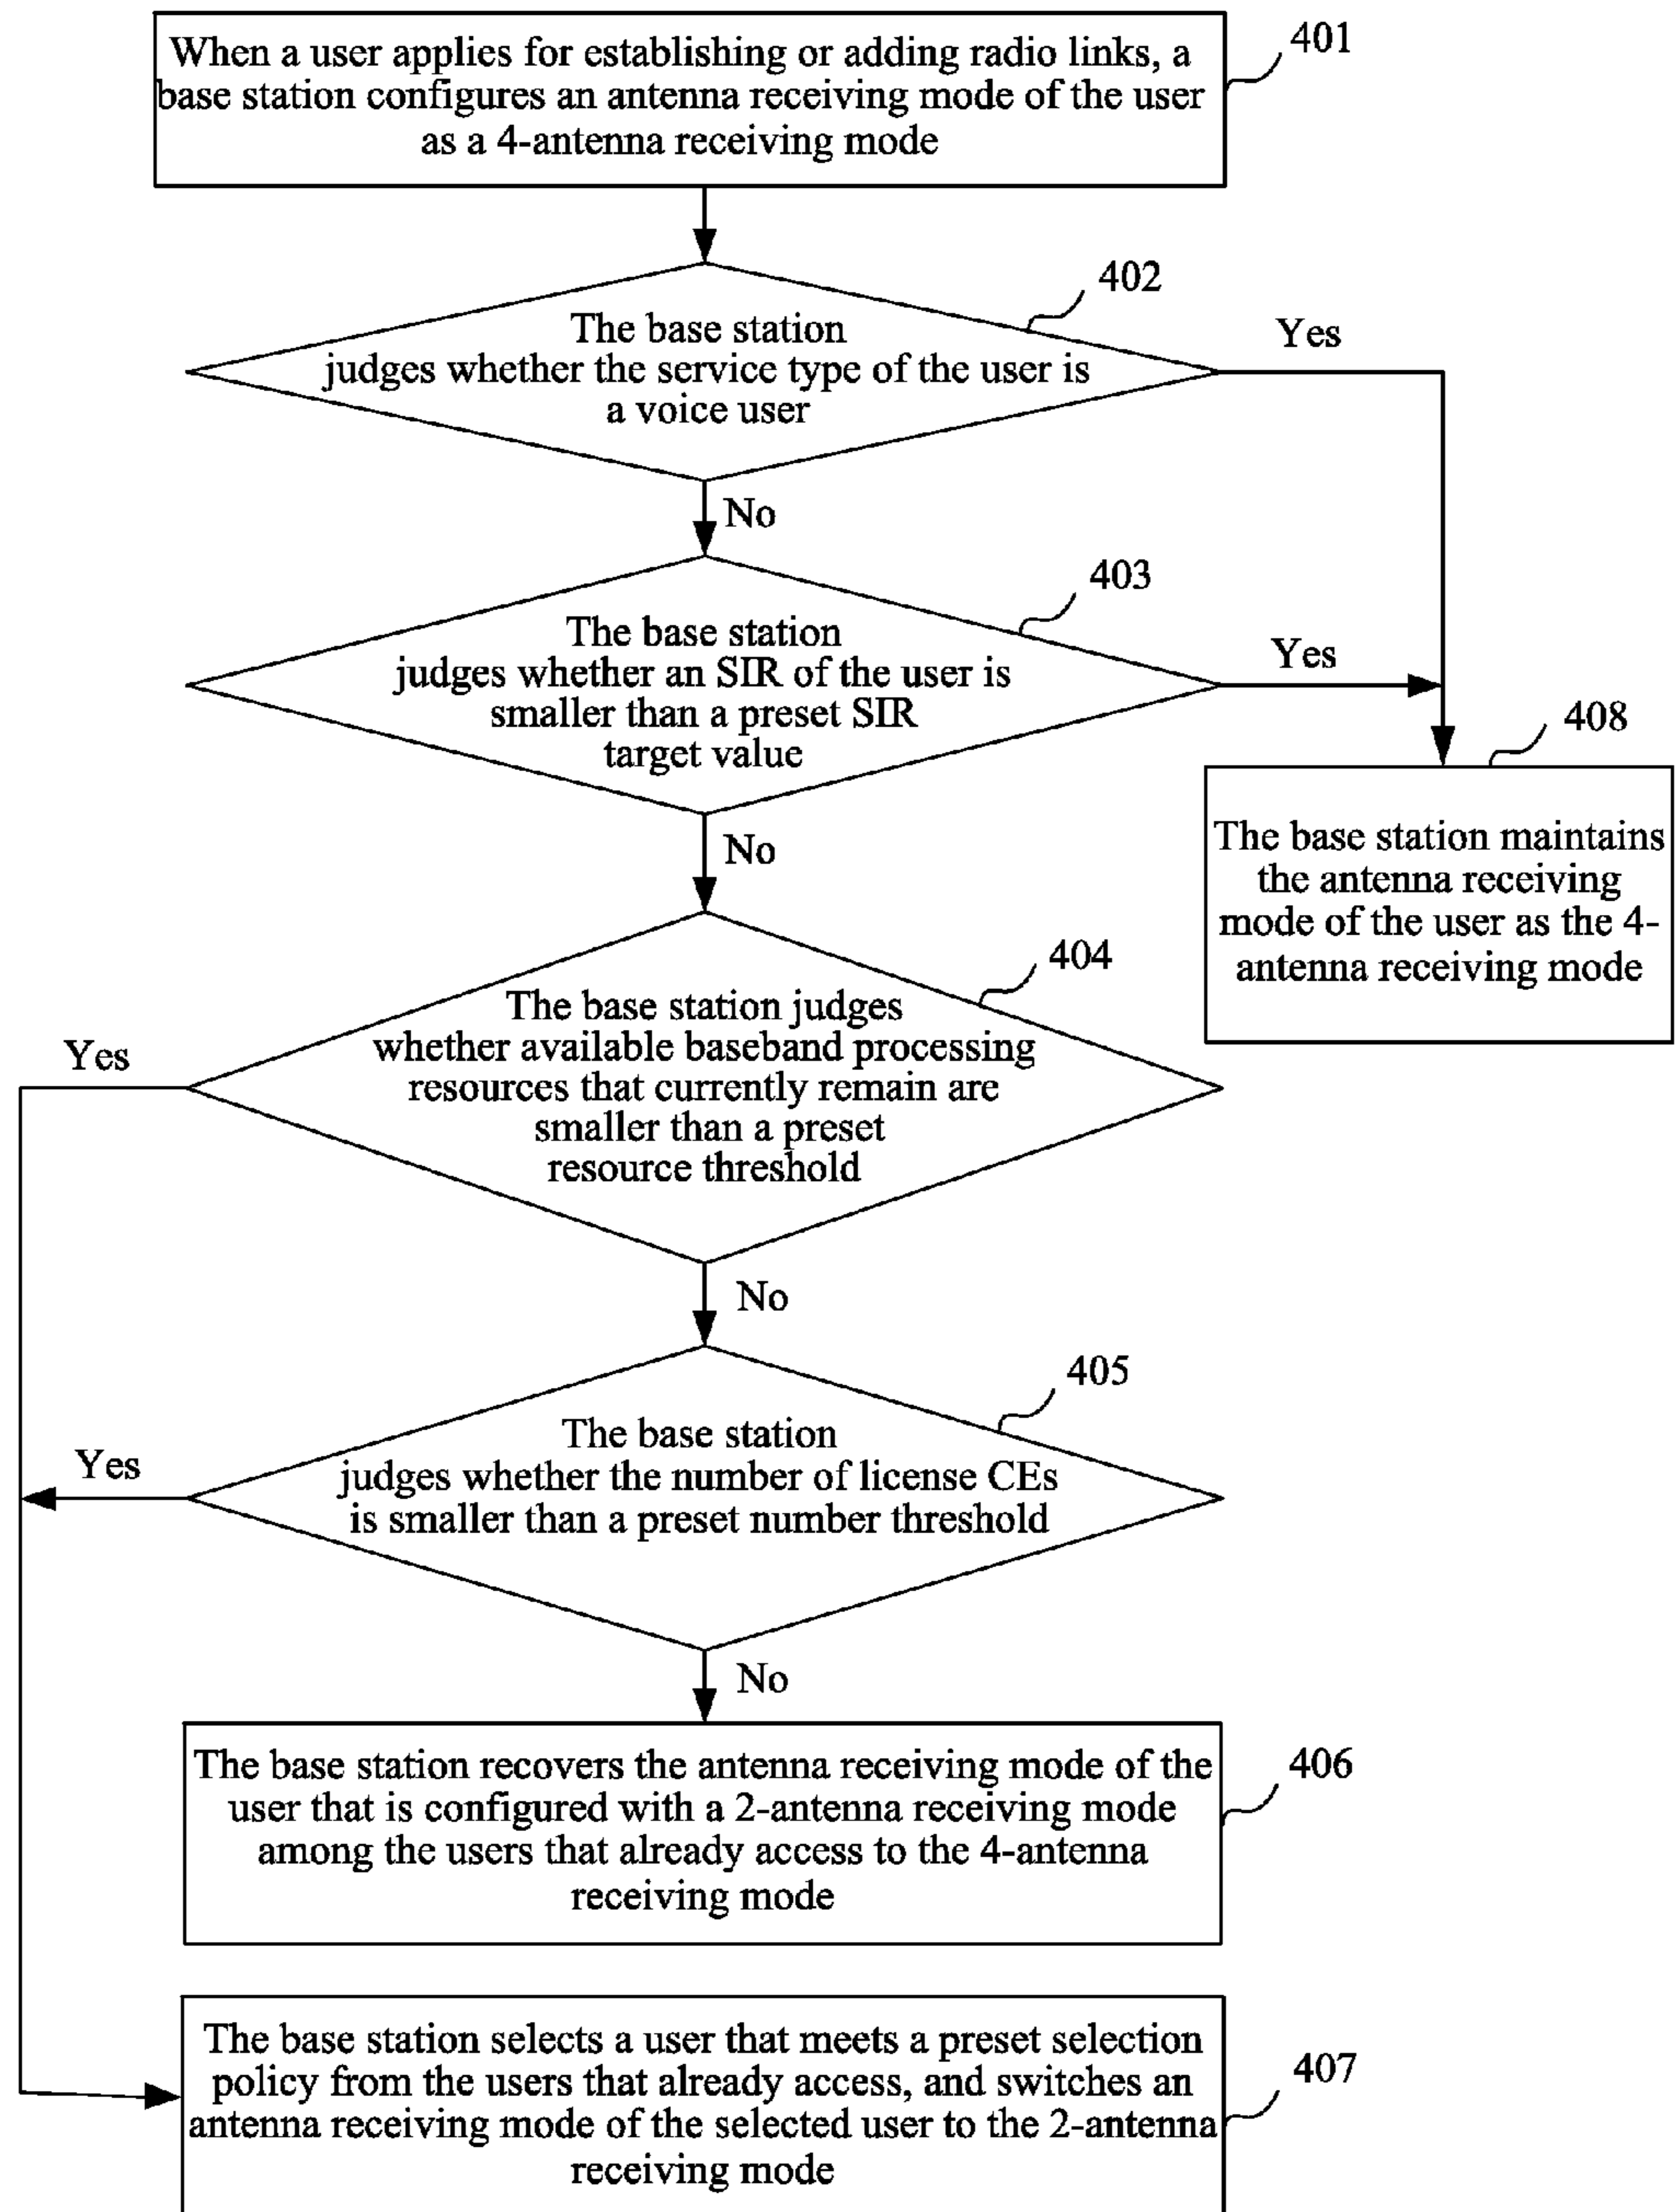 When a user applies for establishing or adding radio links, a
base station configures an antenna receiving mode of the user
as a 4-antenna receiving mode
401
402
The base station
judges whether the service type of the user is
a voice user
Yes
No
403
The base station
judges whether an SIR of the user is
smaller than a preset SIR
target value
Yes
No
408
The base station maintains
the antenna receiving
mode of the user as the 4-
antenna receiving mode
404
The base station judges
whether available baseband processing
resources that currently remain are
smaller than a preset
resource threshold
Yes
No
405
The base station
judges whether the number of license CEs
is smaller than a preset number threshold
Yes
No
The base station recovers the antenna receiving mode of the
user that is configured with a 2-antenna receiving mode
among the users that already access to the 4-antenna
receiving mode
406
The base station selects a user that meets a preset selection
policy from the users that already access, and switches an
antenna receiving mode of the selected user to the 2-antenna
receiving mode
407